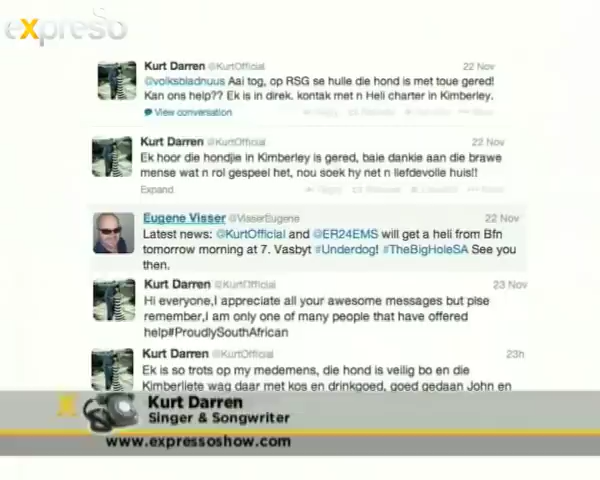 expreso
Kurt Darren @KurtOfficial 22 Nov
@volksbladnuus Aai tog, op RSG se hulle die hond is met toue gered!
Kan ons help?? Ek is in direk. kontak met n Heli charter in Kimberley.
View conversation
Kurt Darren @KurtOfficial 22 Nov
Ek hoor die hondjie in Kimberley is gered, baie dankie aan die brawe
mense wat n rol gespeel het, nou soek hy net n liefdevolle huis!!
Expand
Eugene Visser @VisserEugene 22 Nov
Latest news: @KurtOfficial and @ER24EMS will get a heli from Bfn
tomorrow morning at 7. Vasbyt #Underdog! #TheBigHoleSA See you
then.
Kurt Darren @KurtOfficial 23 Nov
Hi everyone,I appreciate all your awesome messages but plse
remember,I am only one of many people that have offered
help#ProudlySouthAfrican
Kurt Darren @KurtOfficial 23h
Ek is so trots op my medemens, die hond is veilig bo en die
Kimberliete wag daar met kos en drinkgoed, goed gedaan John en
Kurt Darren
Singer & Songwriter
www.expressoshow.com